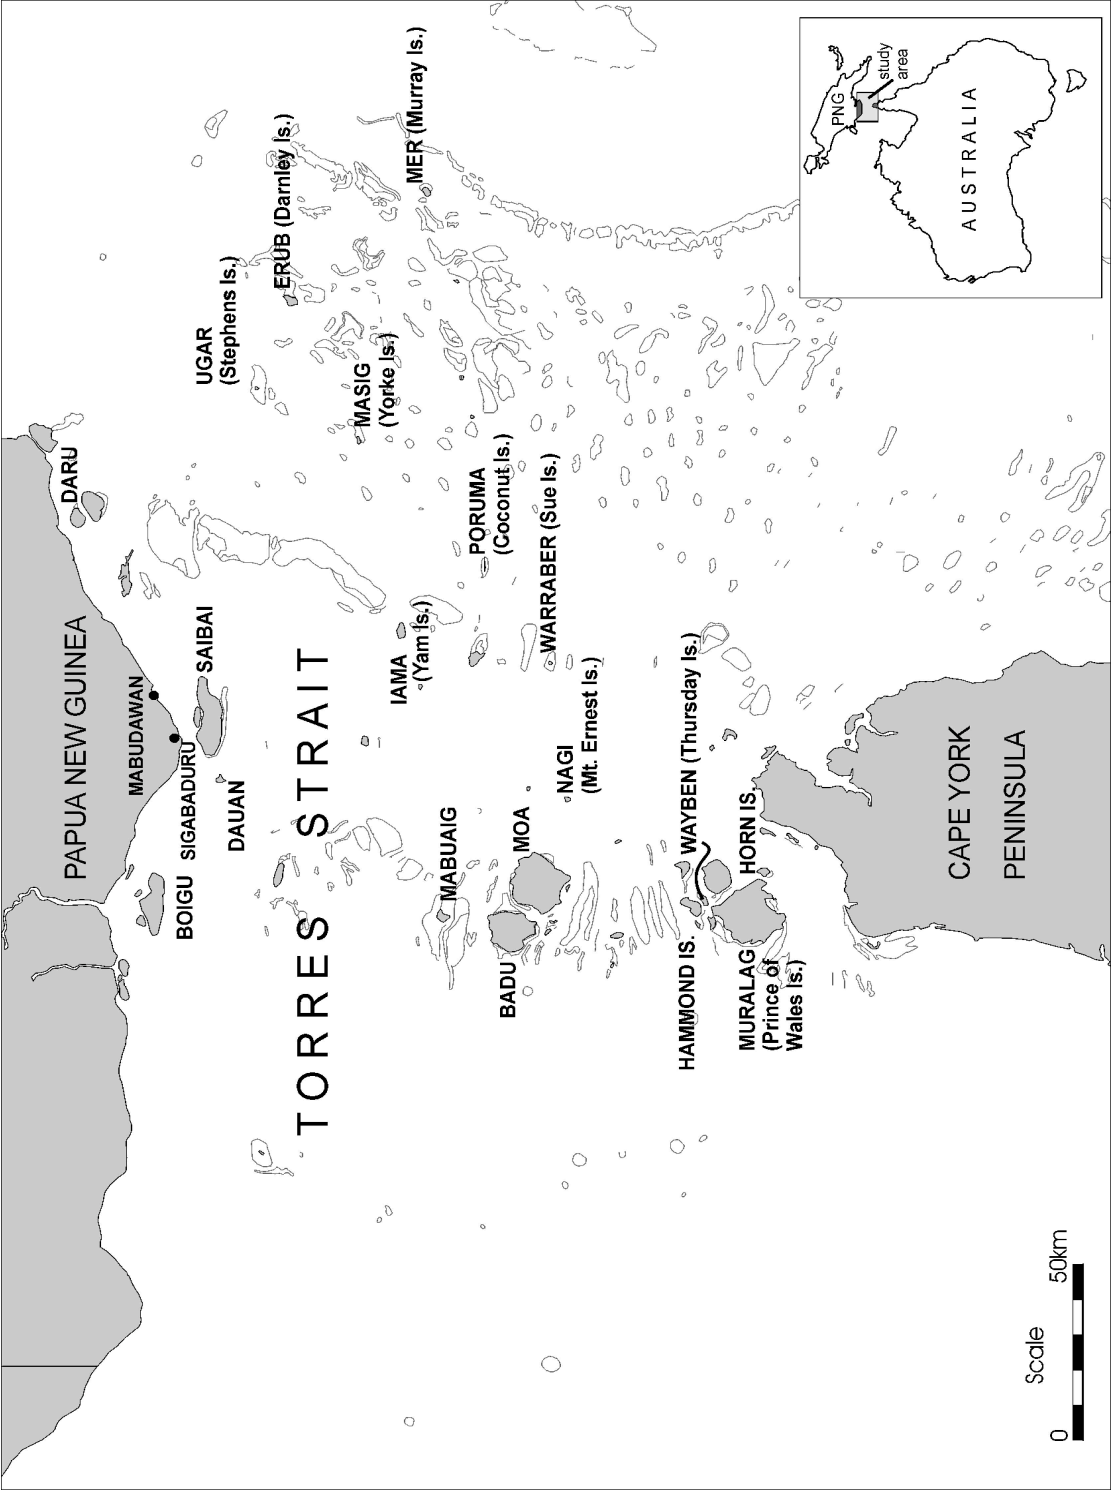 PAPUA NEW GUINEA
DARU
MABUDAWAN
SIGABADURU
SAIBAI
BOIGU
DAUAN
UGAR
(Stephens Is.)
ERUB (Darnley Is.)
TORRES STRAIT
MASIG
(Yorke Is.)
MER (Murray Is.)
IAMA
(Yam Is.)
MABUAIG
PORUMA
(Coconut Is.)
BADU
MOA
WARRABER (Sue Is.)
NAGI
(Mt. Ernest Is.)
HAMMOND IS.
WAYBEN (Thursday Is.)
MURALAG
(Prince of
Wales Is.)
HORN IS.
CAPE YORK
PENINSULA
Scale
0
50km
PNG
study
area
AUSTRALIA